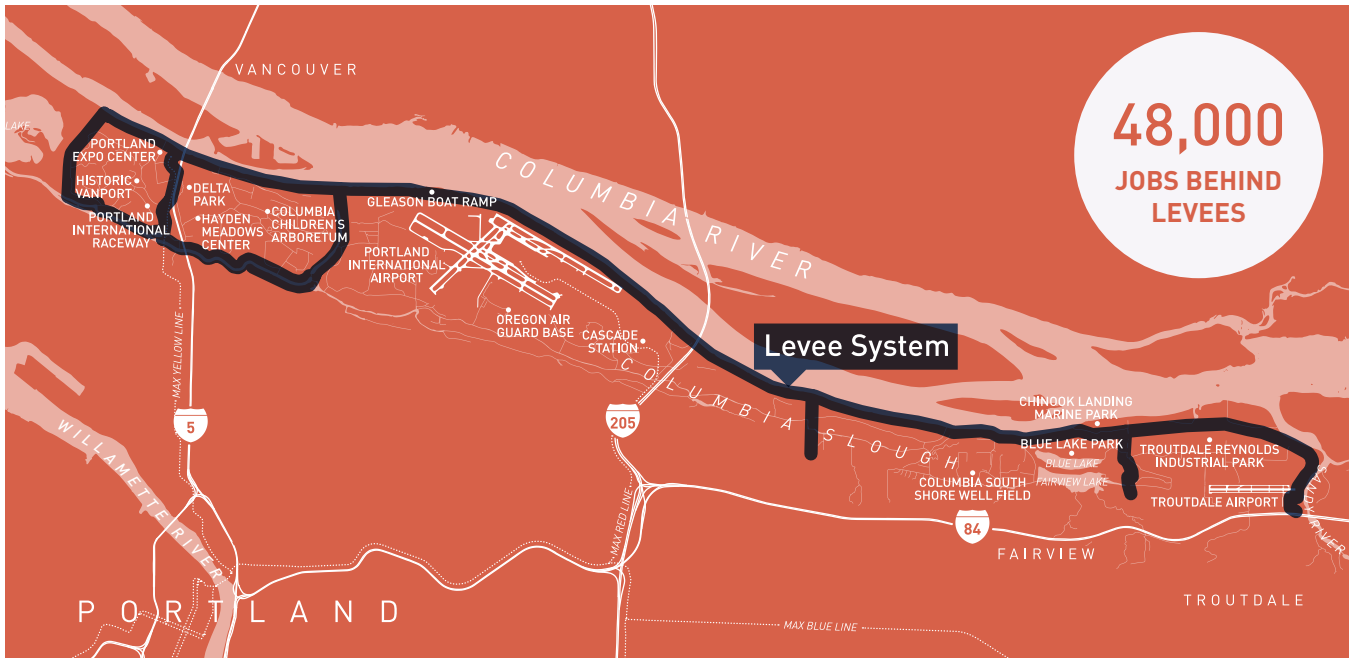 VANCOUVER
48,000
JOBS BEHIND
LEVEES
LAKE
PORTLAND
EXPO CENTER
HISTORIC
VANPORT
PORTLAND
INTERNATIONAL
RACEWAY
DELTA
PARK
HAYDEN
MEADOWS
CENTER
COLUMBIA
CHILDREN'S
ARBORETUM
GLEASON BOAT RAMP
COLUMBIA RIVER
PORTLAND
INTERNATIONAL
AIRPORT
OREGON AIR
GUARD BASE
CASCADE
STATION
Levee System
COLUMBIA SLOUGH
MAX YELLOW LINE
5
205
WILLAMETTE RIVER
MAX RED LINE
CHINOOK LANDING
MARINE PARK
BLUE LAKE PARK
BLUE LAKE
FAIRVIEW LAKE
COLUMBIA SOUTH
SHORE WELL FIELD
TROUTDALE REYNOLDS
INDUSTRIAL PARK
TROUTDALE AIRPORT
SANDY RIVER
84
FAIRVIEW
TROUTDALE
PORTLAND
MAX BLUE LINE